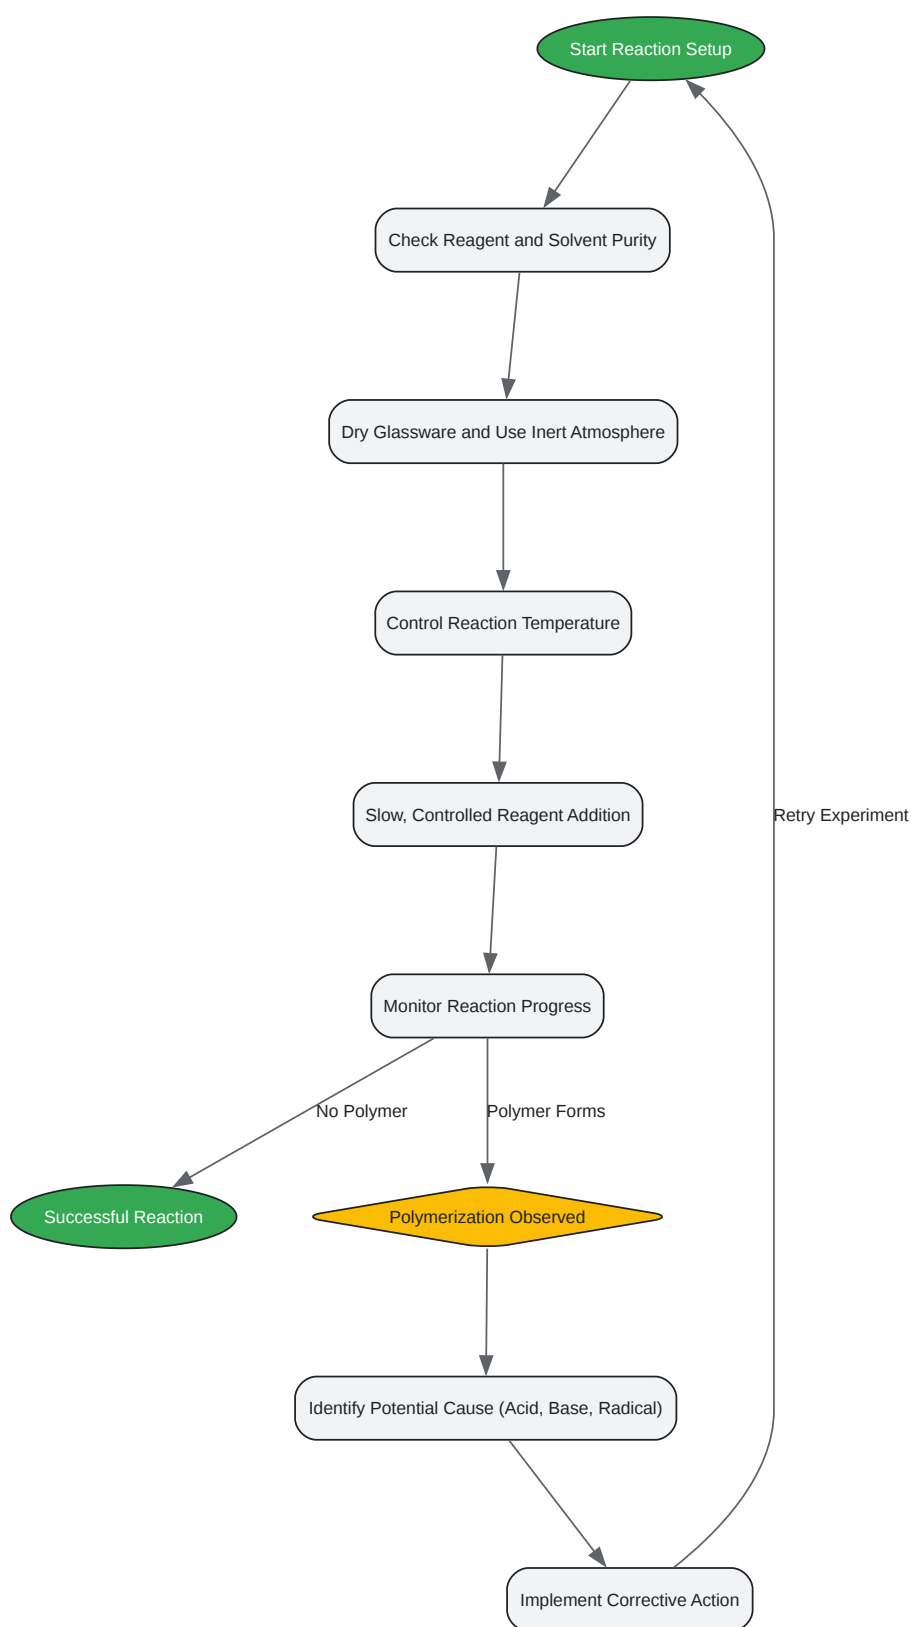 Start Reaction Setup
Check Reagent and Solvent Purity
Dry Glassware and Use Inert Atmosphere
Control Reaction Temperature
Slow, Controlled Reagent Addition
Retry Experiment
Monitor Reaction Progress
No Polymer
Polymer Forms
Successful Reaction
Polymerization Observed
Identify Potential Cause (Acid, Base, Radical)
Implement Corrective Action